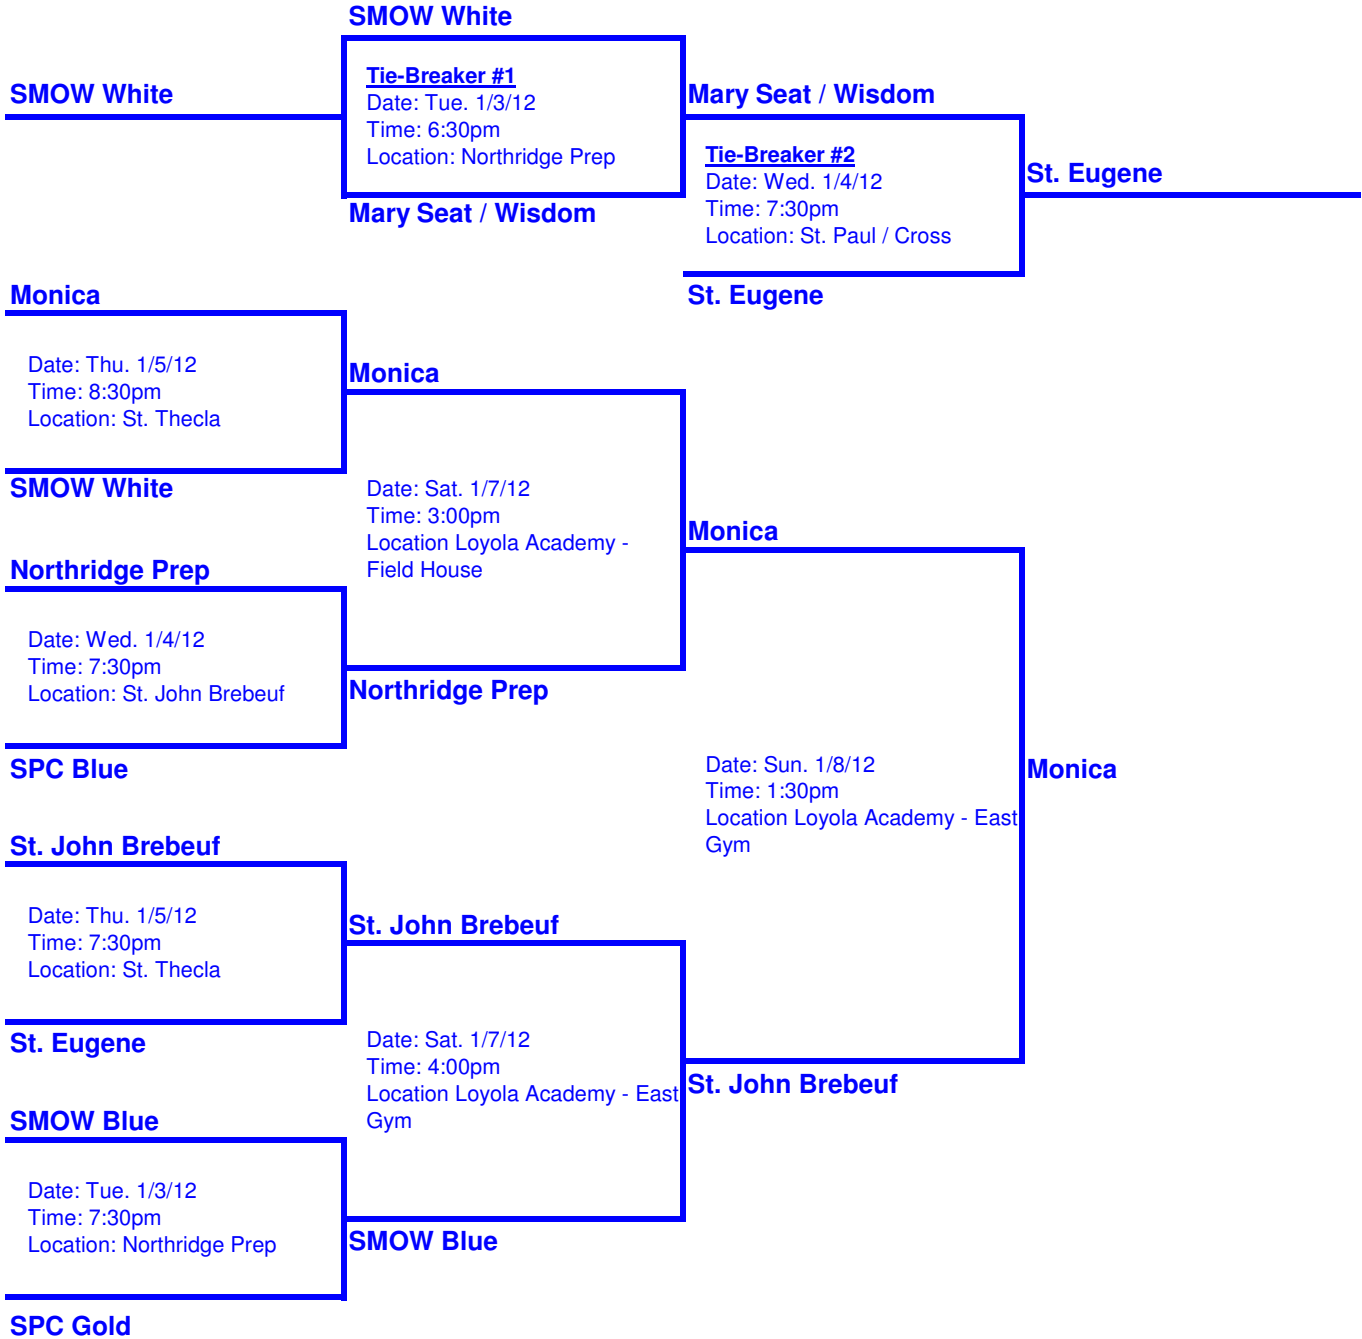 SMOW White
SMOW White
Tie-Breaker #1
Date: Tue. 1/3/12
Time: 6:30pm
Location: Northridge Prep
Mary Seat / Wisdom
Mary Seat / Wisdom
Tie-Breaker #2
Date: Wed. 1/4/12
Time: 7:30pm
Location: St. Paul / Cross
St. Eugene
St. Eugene
Monica
Date: Thu. 1/5/12
Time: 8:30pm
Location: St. Thecla
SMOW White
Monica
Date: Sat. 1/7/12
Time: 3:00pm
Location Loyola Academy -
Field House
Northridge Prep
Northridge Prep
Date: Wed. 1/4/12
Time: 7:30pm
Location: St. John Brebeuf
SPC Blue
Monica
Date: Sun. 1/8/12
Time: 1:30pm
Location Loyola Academy - East
Gym
Monica
St. John Brebeuf
St. John Brebeuf
Date: Thu. 1/5/12
Time: 7:30pm
Location: St. Thecla
St. Eugene
St. John Brebeuf
Date: Sat. 1/7/12
Time: 4:00pm
Location Loyola Academy - East
Gym
SMOW Blue
SMOW Blue
Date: Tue. 1/3/12
Time: 7:30pm
Location: Northridge Prep
SPC Gold